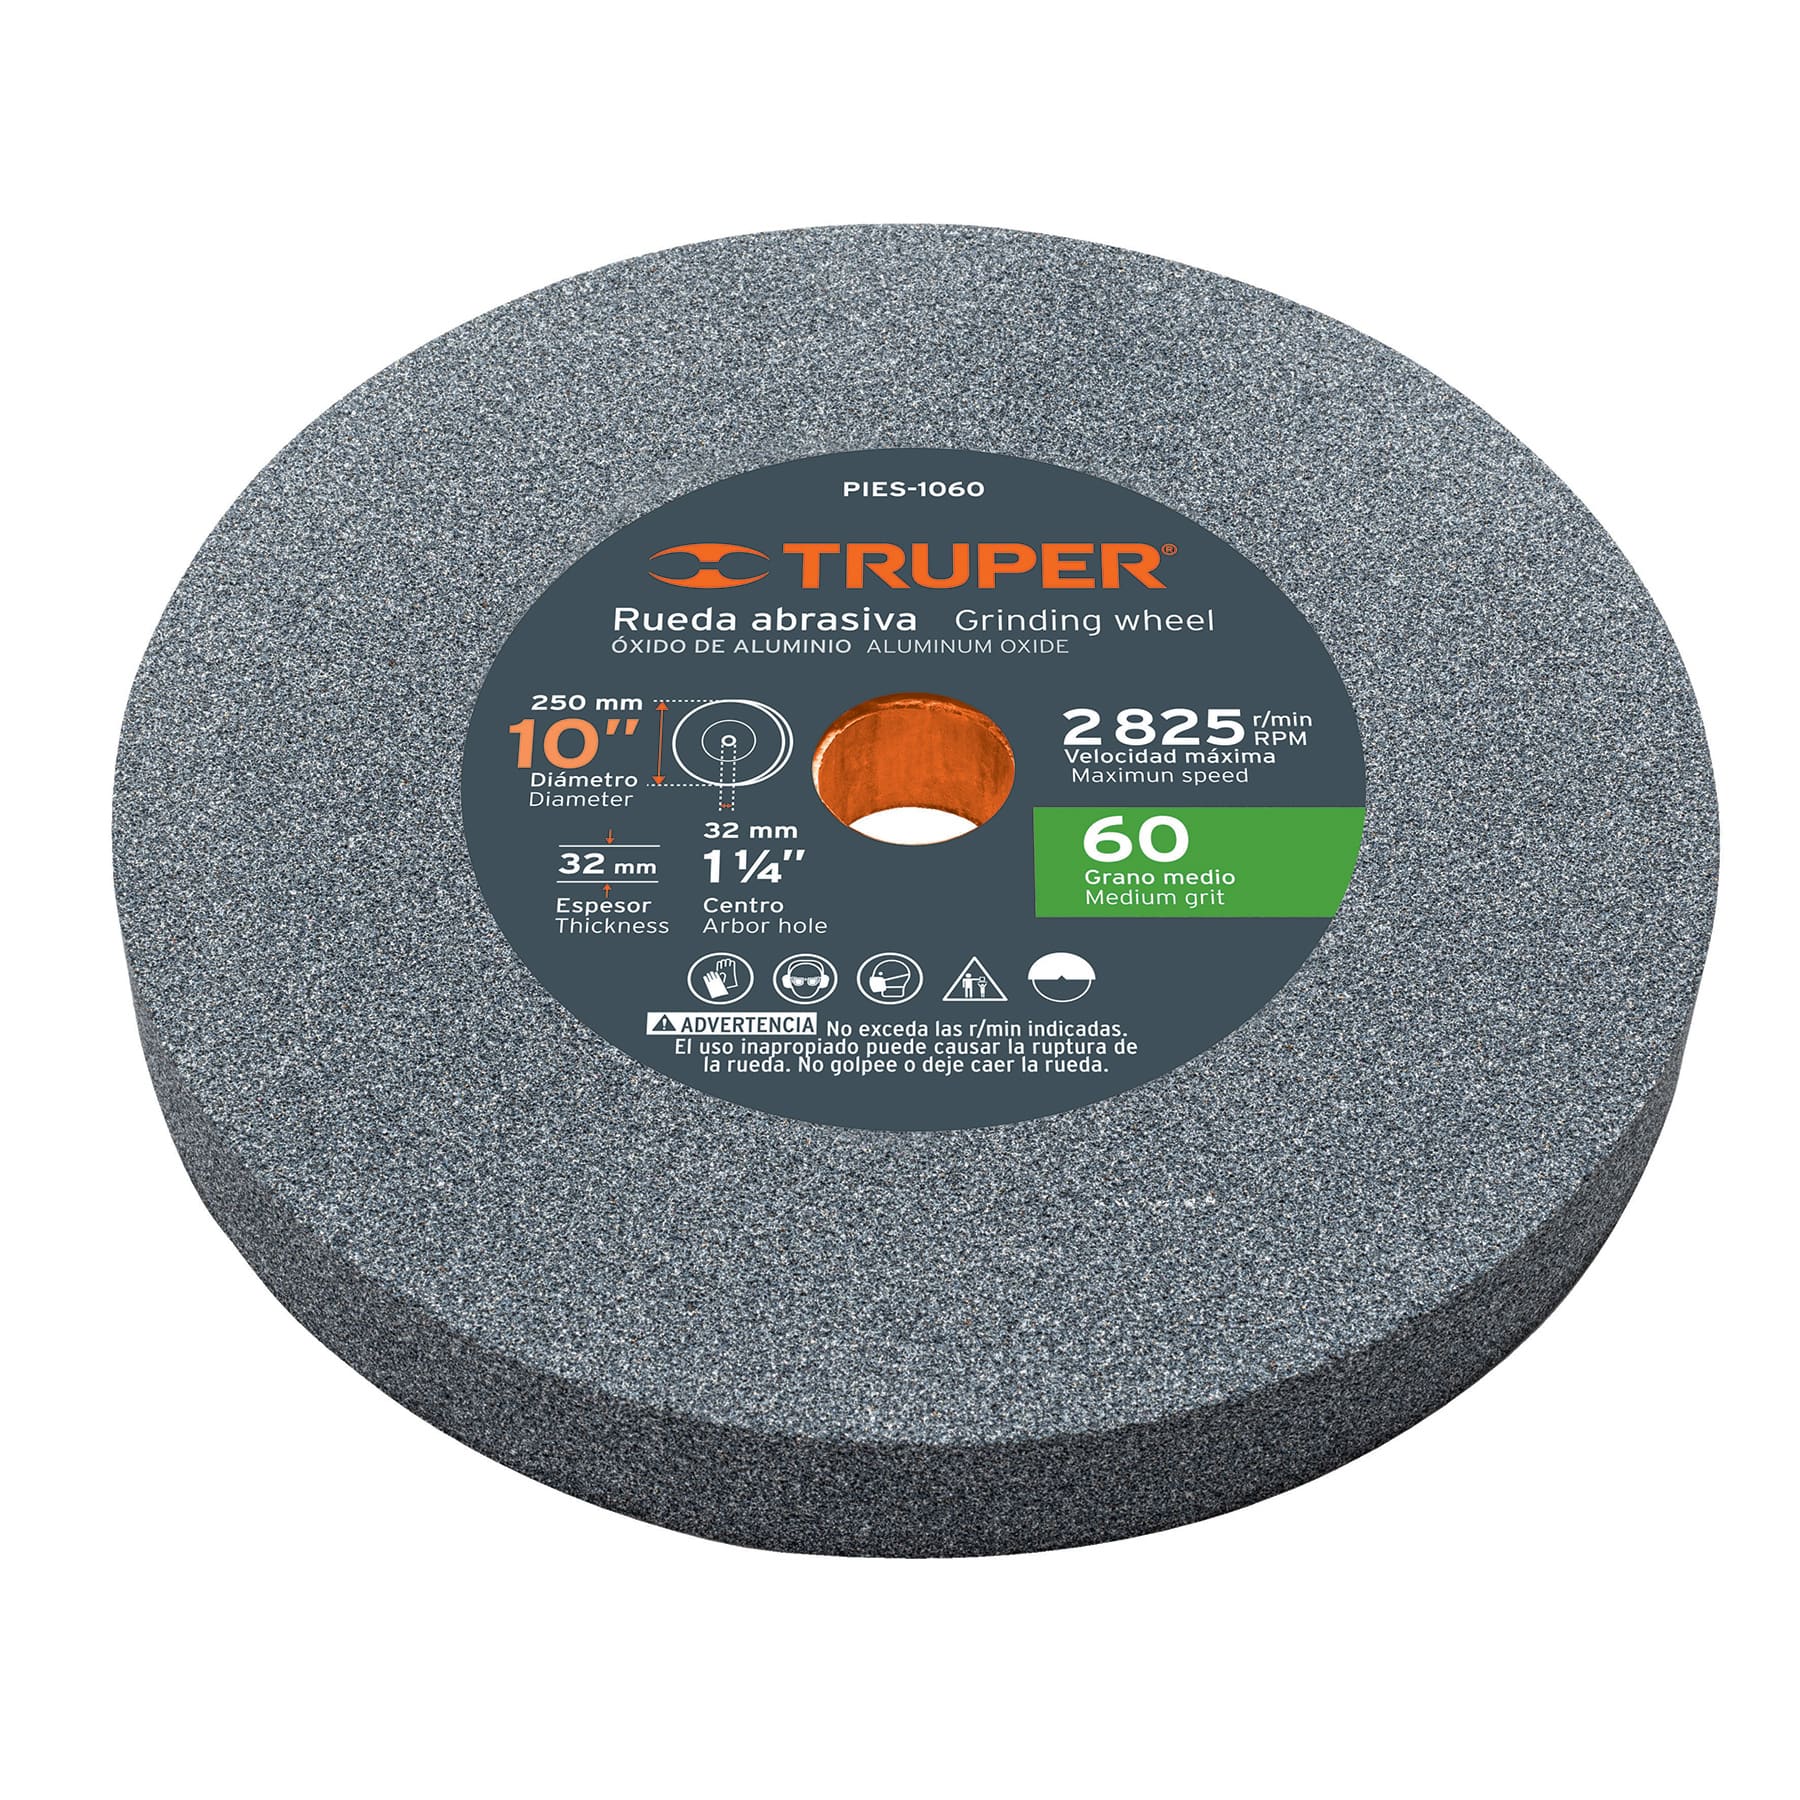 PIES-1060
TRUPER®
Rueda abrasiva Grinding wheel
ÓXIDO DE ALUMINIO ALUMINUM OXIDE
250 mm
10"
Diámetro
Diameter
32 mm
Espesor
Thickness
32 mm
1 ¼"
Centro
Arbor hole
2 825 r/min RPM
Velocidad máxima
Maximun speed
60
Grano medio
Medium grit
ADVERTENCIA No exceda las r/min indicadas.
El uso inapropiado puede causar la ruptura de
la rueda. No golpee o deje caer la rueda.